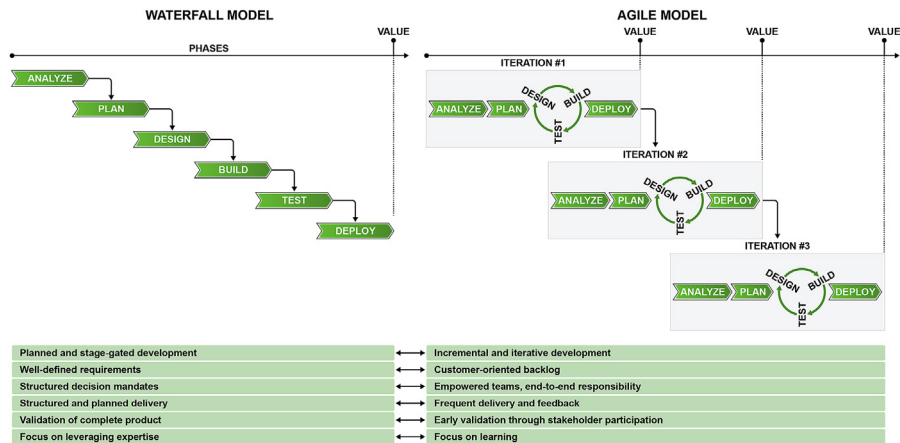 WATERFALL MODEL
PHASES
VALUE
ANALYZE
PLAN
DESIGN
BUILD
TEST
DEPLOY
AGILE MODEL
VALUE
VALUE
VALUE
ITERATION #1
ANALYZE
PLAN
DESIGN
BUILD
TEST
DEPLOY
ITERATION #2
ANALYZE
PLAN
DESIGN
BUILD
TEST
DEPLOY
ITERATION #3
ANALYZE
PLAN
DESIGN
BUILD
TEST
DEPLOY
Planned and stage-gated development
Incremental and iterative development
Well-defined requirements
Customer-oriented backlog
Structured decision mandates
Empowered teams, end-to-end responsibility
Structured and planned delivery
Frequent delivery and feedback
Validation of complete product
Early validation through stakeholder participation
Focus on leveraging expertise
Focus on learning